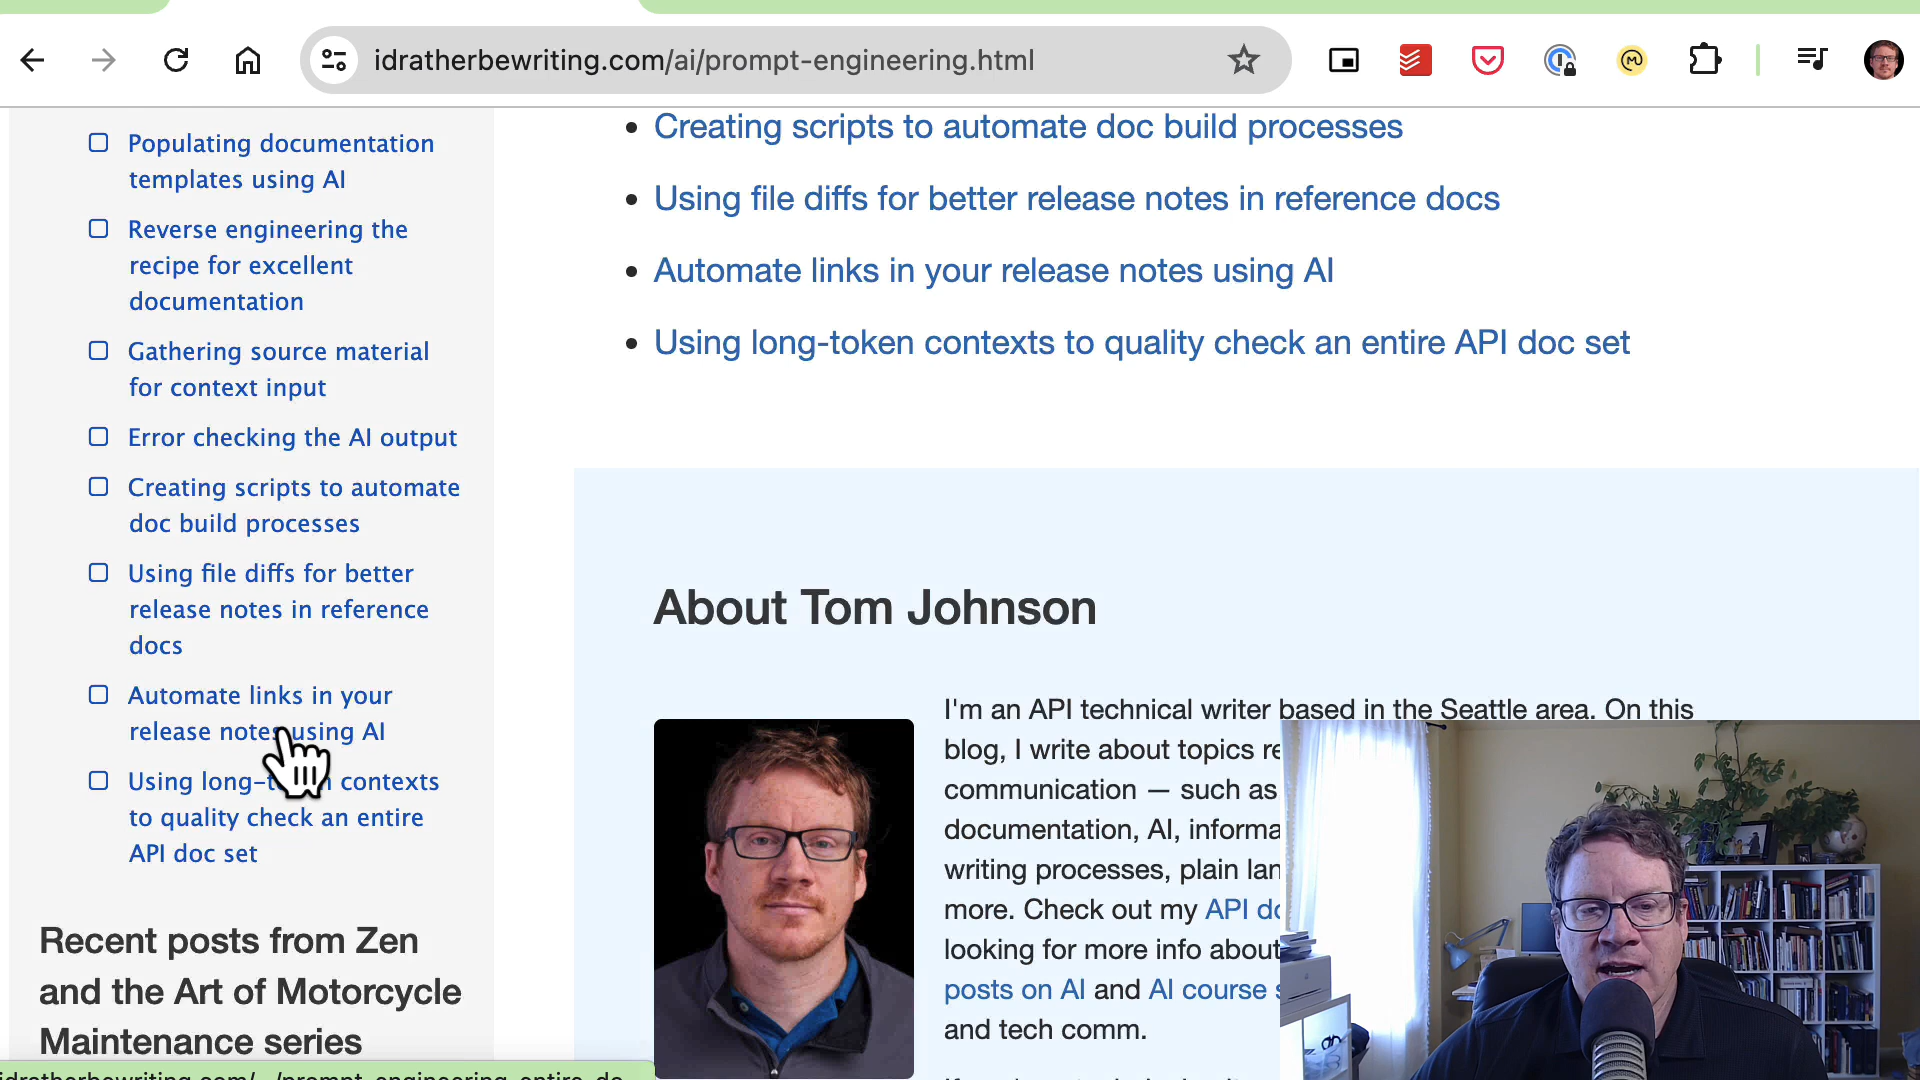 idratherbewriting.com/ai/prompt-engineering.html
Populating documentation
templates using AI
Reverse engineering the
recipe for excellent
documentation
Gathering source material
for context input
Error checking the AI output
Creating scripts to automate
doc build processes
Using file diffs for better
release notes in reference
docs
Automate links in your
release notes using AI
Using long-t contexts
to quality check an entire
API doc set
Recent posts from Zen
and the Art of Motorcycle
Maintenance series
Creating scripts to automate doc build processes
Using file diffs for better release notes in reference docs
Automate links in your release notes using AI
Using long-token contexts to quality check an entire API doc set
About Tom Johnson
I'm an API technical writer based in the Seattle area. On this
blog, I write about topics re
communication — such as
documentation, AI, informa
writing processes, plain lan
more. Check out my API do
looking for more info about
posts on AI and AI course s
and tech comm.